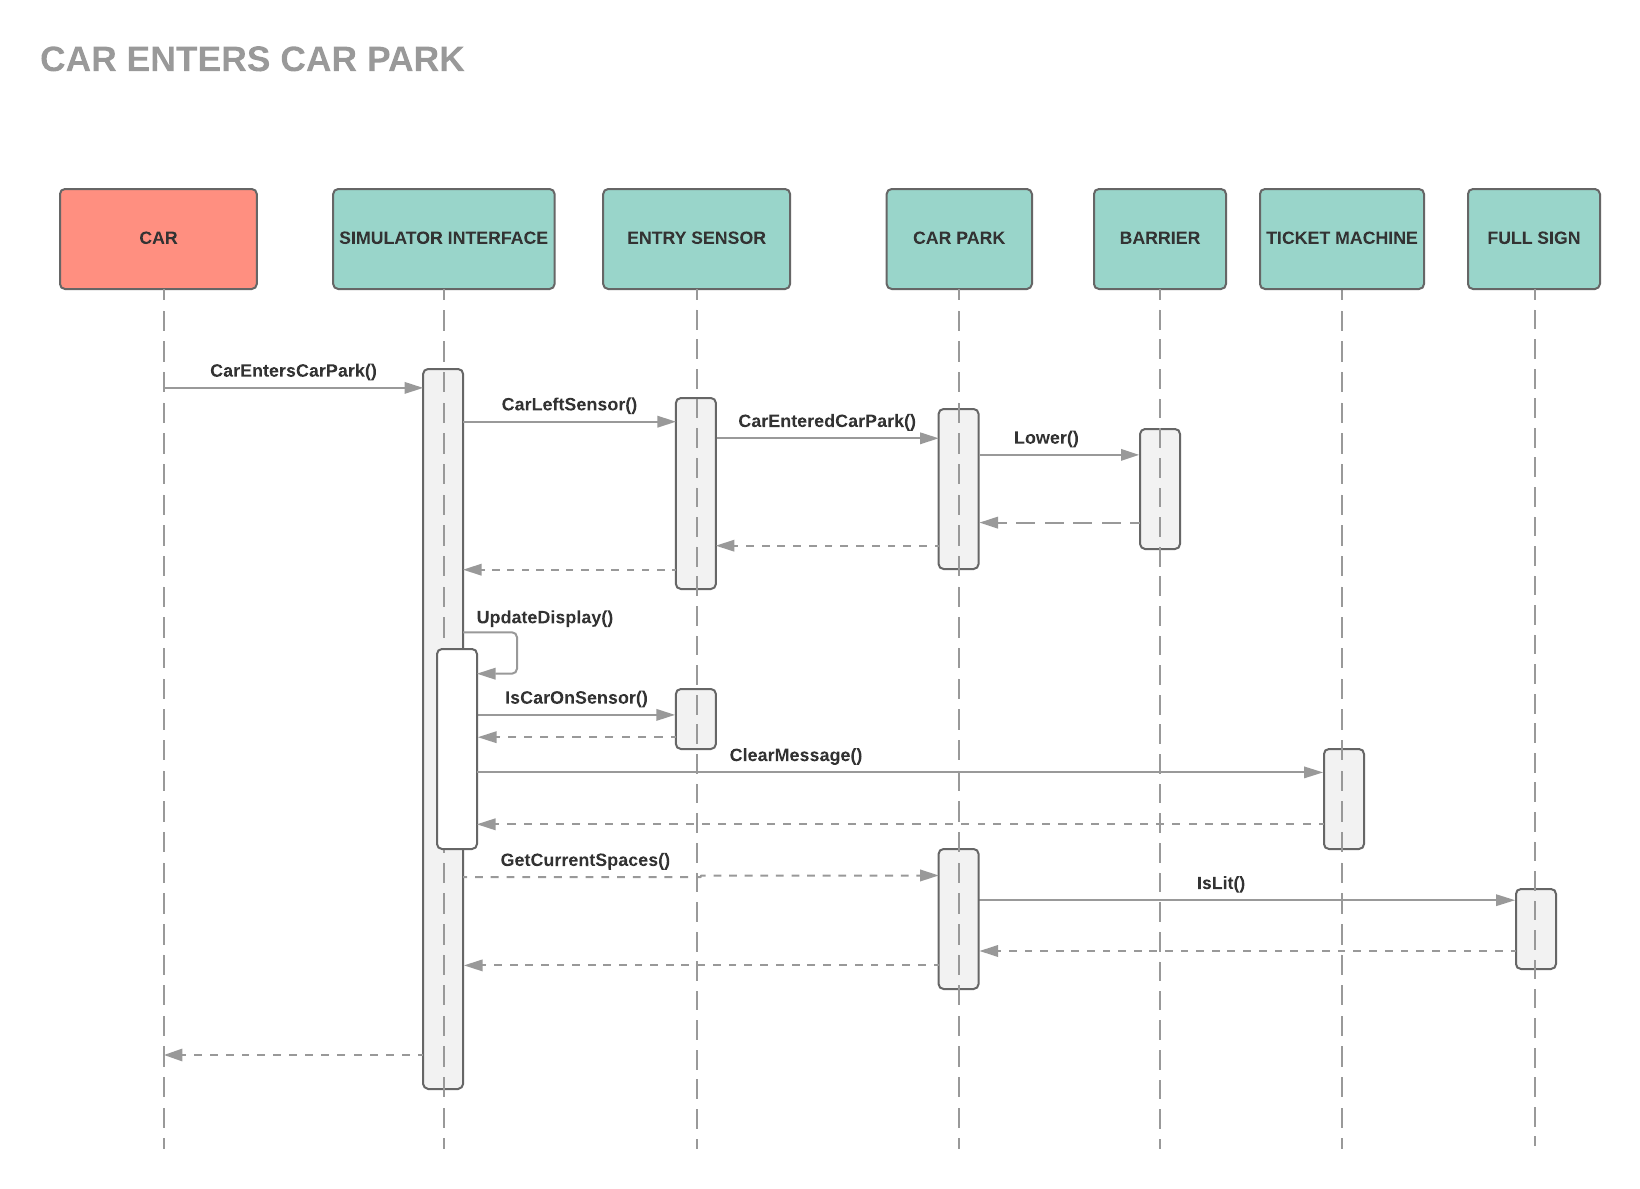 CAR ENTERS CAR PARK
CAR
SIMULATOR INTERFACE
ENTRY SENSOR
CAR PARK
BARRIER
TICKET MACHINE
FULL SIGN
CarEntersCarPark()
CarLeftSensor()
CarEnteredCarPark()
Lower()
UpdateDisplay()
IsCarOnSensor()
ClearMessage()
GetCurrentSpaces()
IsLit()